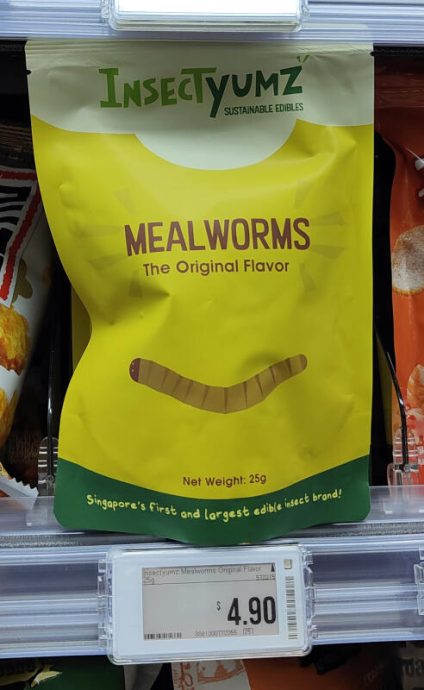 INSECTYUMZ
SUSTAINABLE EDIBLES
MEALWORMS
The Original Flavor
Net Weight: 25g
Singapore's first and largest edible insect brand!
Insectyumz Mealworms Original Flavor
25g
$ 4.90